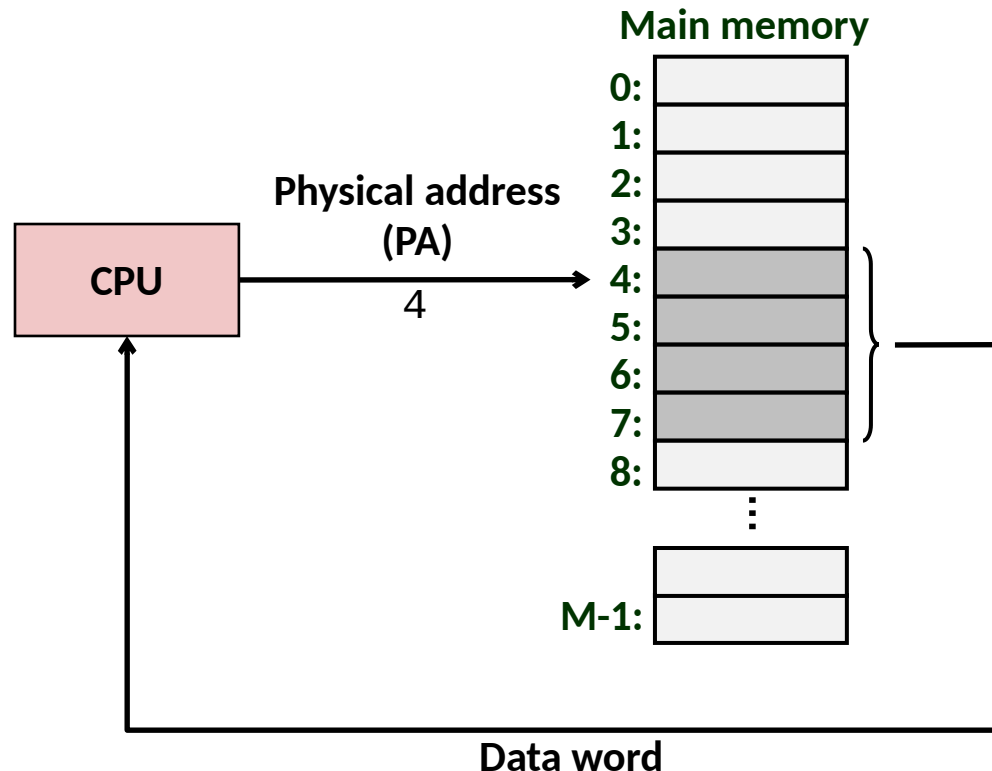 Main memory
0:
1:
2:
3:
4:
5:
6:
7:
8:
M-1:
Physical address
(PA)
4
CPU
Data word